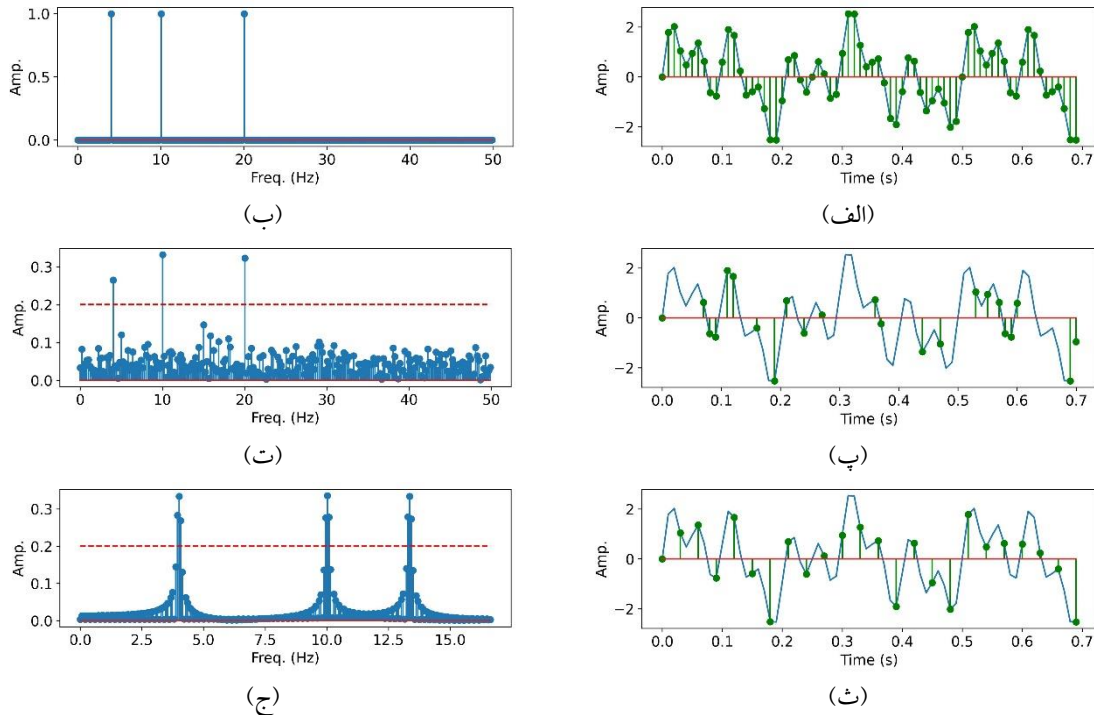 1.0
0.5
0.0
Amp.
0 10 20 30 40 50
Freq. (Hz)
(ب)
2
0
−2
Amp.
0.0 0.1 0.2 0.3 0.4 0.5 0.6 0.7
Time (s)
(الف)
0.3
0.2
0.1
0.0
Amp.
0 10 20 30 40 50
Freq. (Hz)
(ت)
2
0
−2
Amp.
0.0 0.1 0.2 0.3 0.4 0.5 0.6 0.7
Time (s)
(پ)
0.3
0.2
0.1
0.0
Amp.
0.0 2.5 5.0 7.5 10.0 12.5 15.0
Freq. (Hz)
(ج)
2
0
−2
Amp.
0.0 0.1 0.2 0.3 0.4 0.5 0.6 0.7
Time (s)
(ث)